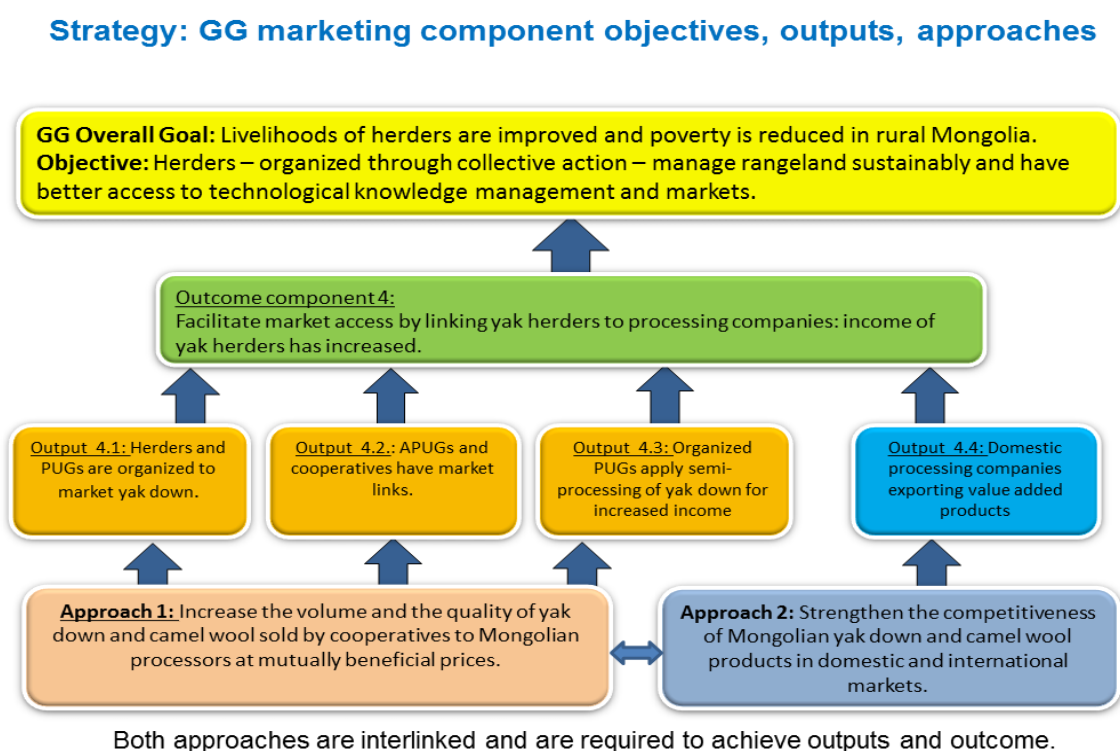 Strategy: GG marketing component objectives, outputs, approaches
GG Overall Goal: Livelihoods of herders are improved and poverty is reduced in rural Mongolia.
Objective: Herders – organized through collective action – manage rangeland sustainably and have
better access to technological knowledge management and markets.
Outcome component 4:
Facilitate market access by linking yak herders to processing companies: income of
yak herders has increased.
Output 4.1: Herders and
PUGs are organized to
market yak down.
Output 4.2.: APUGs and
cooperatives have market
links.
Output 4.3: Organized
PUGs apply semi-
processing of yak down for
increased income
Output 4.4: Domestic
processing companies
exporting value added
products
Approach 1: Increase the volume and the quality of yak
down and camel wool sold by cooperatives to Mongolian
processors at mutually beneficial prices.
Approach 2: Strengthen the competitiveness
of Mongolian yak down and camel wool
products in domestic and international
markets.
Both approaches are interlinked and are required to achieve outputs and outcome.